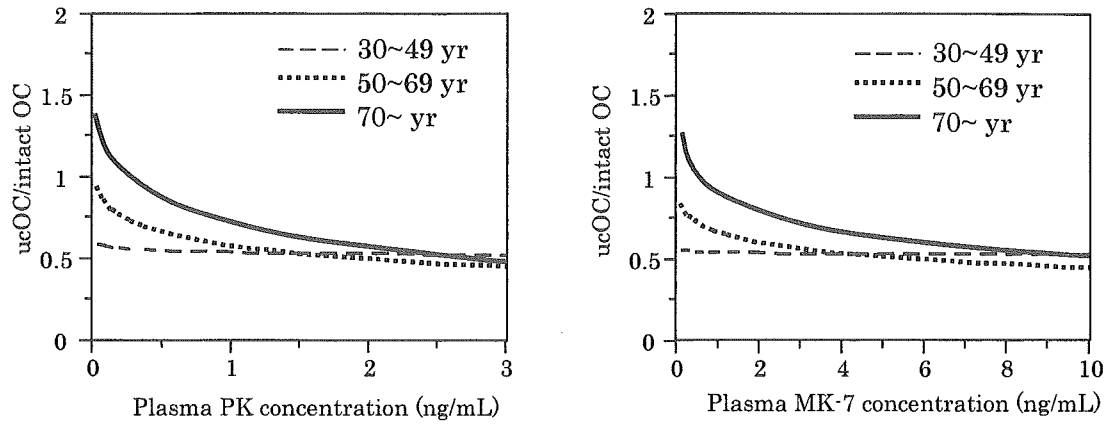 2
1.5
1
0.5
0
ucOC/intact OC
30~49 yr
50~69 yr
70~ yr
0 1 2 3
Plasma PK concentration (ng/mL)
2
1.5
1
0.5
0
ucOC/intact OC
30~49 yr
50~69 yr
70~ yr
0 2 4 6 8 10
Plasma MK-7 concentration (ng/mL)